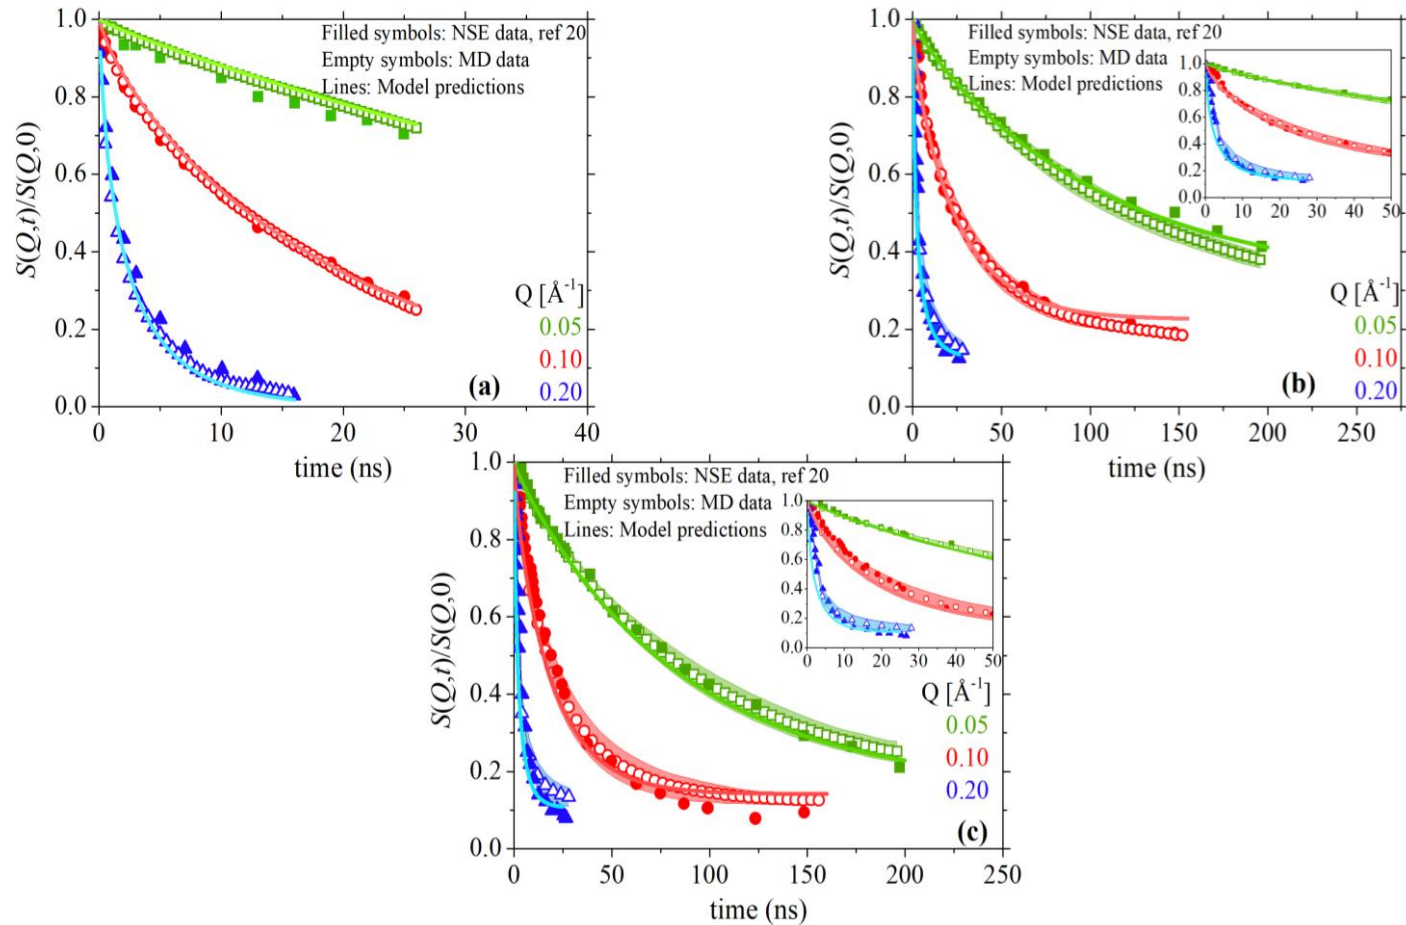 1.0
0.8
0.6
0.4
0.2
0.0
S(Q,t)/S(Q,0)
Filled symbols: NSE data, ref 20
Empty symbols: MD data
Lines: Model predictions
Q [Å-1]
0.05
0.10
0.20
(a)
0
10
20
30
40
time (ns)
1.0
0.8
0.6
0.4
0.2
0.0
S(Q,t)/S(Q,0)
Filled symbols: NSE data, ref 20
Empty symbols: MD data
Lines: Model predictions
1.0
0.8
0.6
0.4
0.2
0.0
0 10 20 30 40 50
Q [Å-1]
0.05
0.10
0.20
(b)
0 50 100 150 200 250
time (ns)
1.0
0.8
0.6
0.4
0.2
0.0
S(Q,t)/S(Q,0)
Filled symbols: NSE data, ref 20
Empty symbols: MD data
Lines: Model predictions
1.0
0.8
0.6
0.4
0.2
0.0
0 10 20 30 40 50
Q [Å-1]
0.05
0.10
0.20
(c)
0 50 100 150 200 250
time (ns)